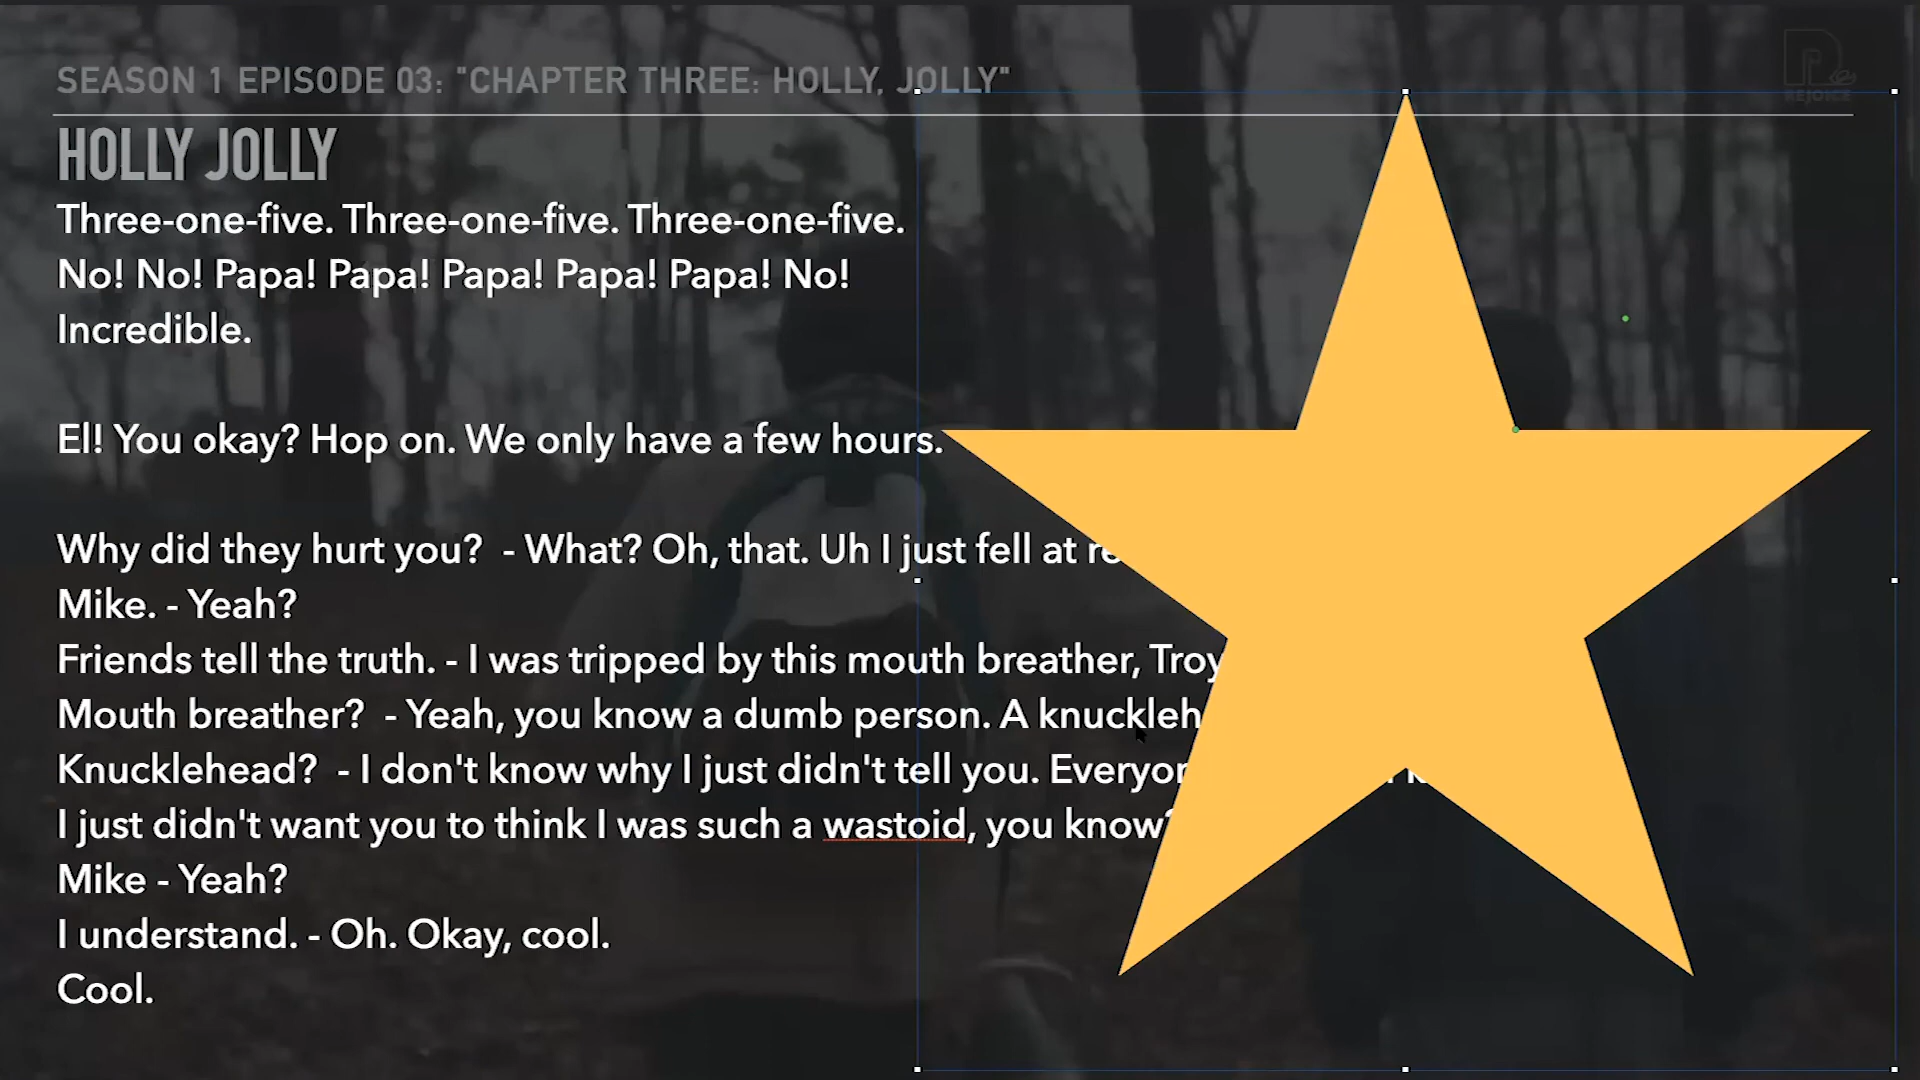 SEASON 1 EPISODE 03: "CHAPTER THREE: HOLLY, JOLLY"
REJOICE
HOLLY JOLLY
Three-one-five. Three-one-five. Three-one-five.
No! No! Papa! Papa! Papa! Papa! Papa! No!
Incredible.
El! You okay? Hop on. We only have a few hours.
Why did they hurt you?  - What? Oh, that. Uh I just fell at
Mike. - Yeah?
Friends tell the truth. - I was tripped by this mouth breather, Troy
Mouth breather?  - Yeah, you know a dumb person. A
Knucklehead?  - I don't know why I just didn't tell you.
I just didn't want you to think I was such a wastoid, you know?
Mike - Yeah?
I understand. - Oh. Okay, cool.
Cool.